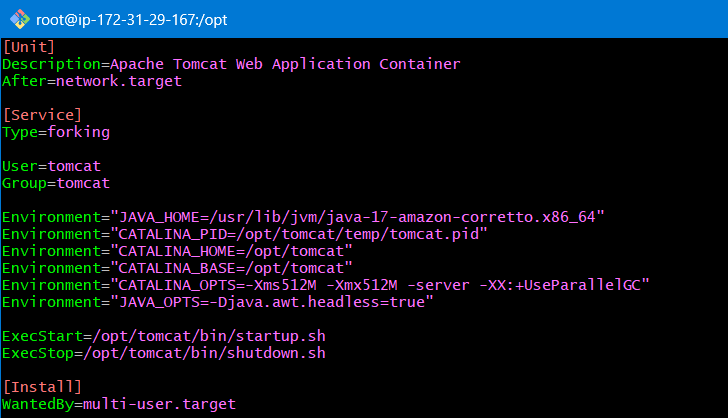 root@ip-172-31-29-167:/opt
[Unit]
Description=Apache Tomcat Web Application Container
After=network.target
[Service]
Type=forking
User=tomcat
Group=tomcat
Environment="JAVA_HOME=/usr/lib/jvm/java-17-amazon-corretto.x86_64"
Environment="CATALINA_PID=/opt/tomcat/temp/tomcat.pid"
Environment="CATALINA_HOME=/opt/tomcat"
Environment="CATALINA_BASE=/opt/tomcat"
Environment="CATALINA_OPTS=-Xms512M -Xmx512M -server -XX:+UseParallelGC"
Environment="JAVA_OPTS=-Djava.awt.headless=true"
ExecStart=/opt/tomcat/bin/startup.sh
ExecStop=/opt/tomcat/bin/shutdown.sh
[Install]
WantedBy=multi-user.target